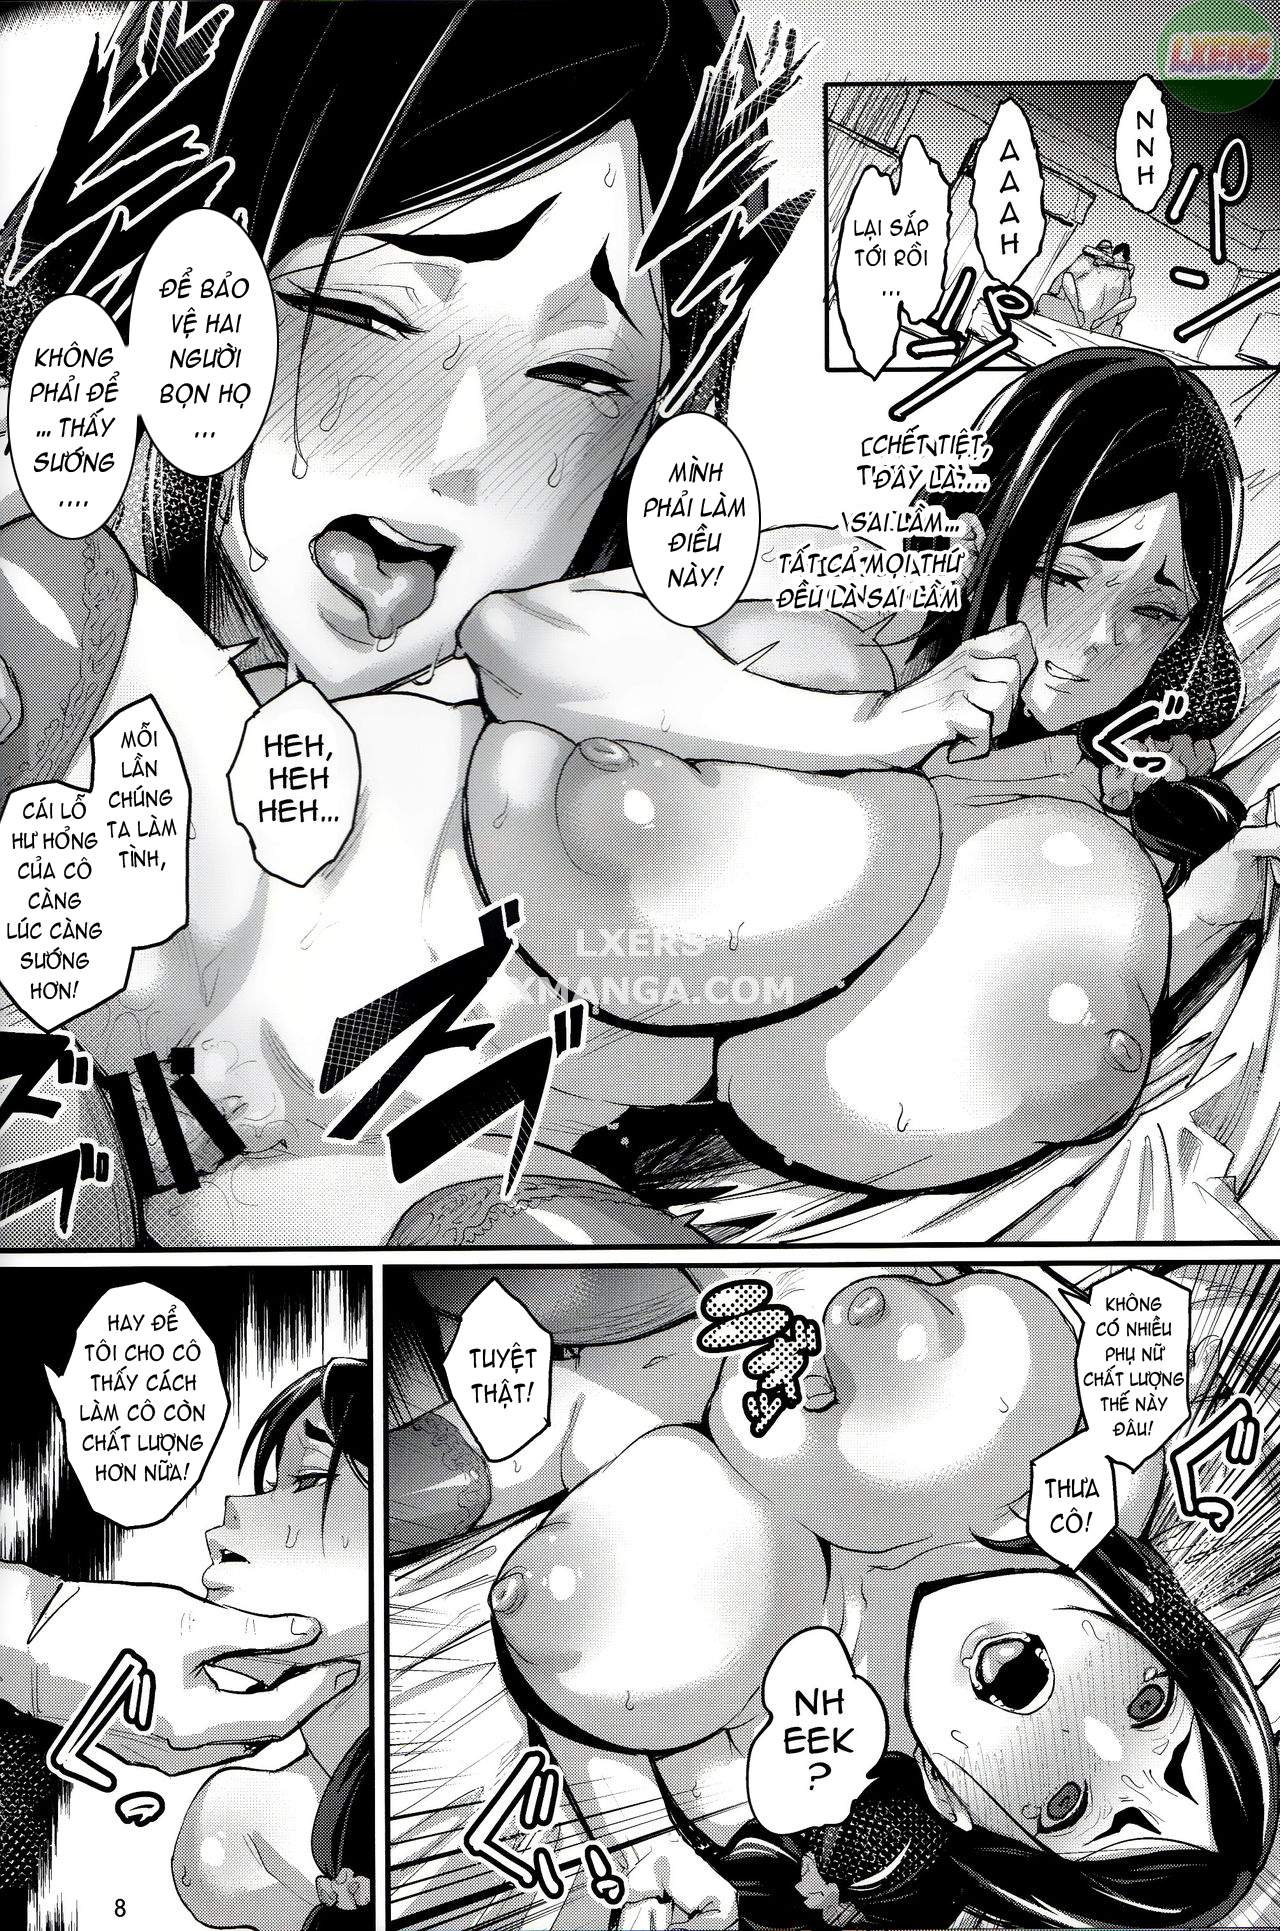 LXERS
NNH
AAAH
LẠI SẮP
TỚI RỒI
...
CHẾT TIỆT,
ĐÂY LÀ....
SAI LẦM...
TẤT CẢ MỌI THỨ
ĐỀU LÀ SAI LẦM
MÌNH
PHẢI LÀM
ĐIỀU
NÀY!
ĐỂ BẢO
VỆ HAI
NGƯỜI
BỌN HỌ
...
KHÔNG
PHẢI ĐỂ
... THẤY
SƯỚNG
....
HEH,
HEH
HEH...
MỖI
LẦN
CHÚNG
TA LÀM
TÌNH,
CÁI LỖ
HƯ HỎNG
CỦA CÔ
CÀNG
LÚC CÀNG
SƯỚNG
HƠN!
LXERS
XMANGA.COM
KHÔNG
CÓ NHIỀU
PHỤ NỮ
CHẤT LƯỢNG
THẾ NÀY
ĐÂU!
THƯA
CÔ!
TUYỆT
THẬT!
NH
EEK
?
HAY ĐỂ
TÔI CHO CÔ
THẤY CÁCH
LÀM CÔ CÒN
CHẤT LƯỢNG
HƠN NỮA!
8